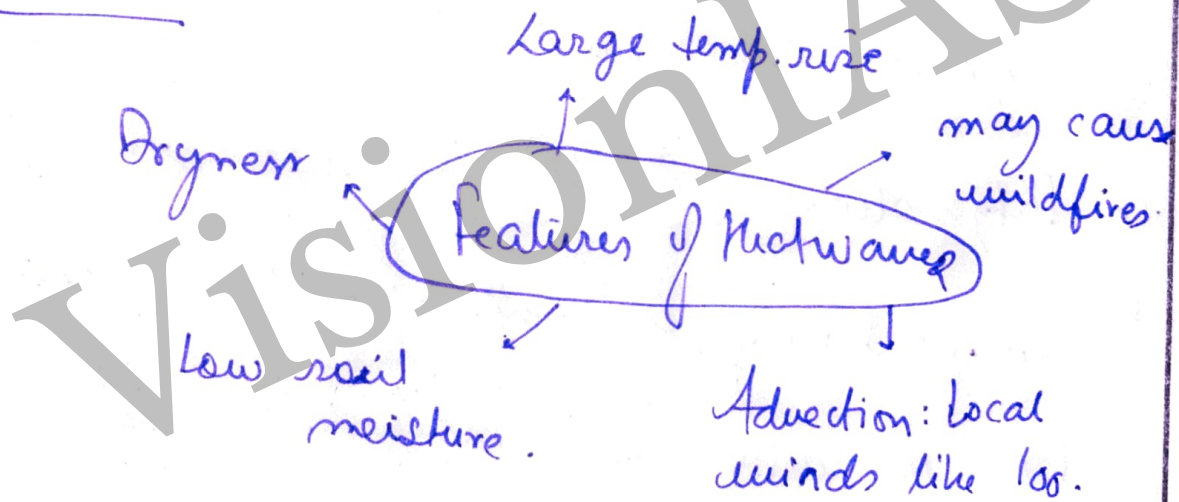 Large temp. rise
may cause
wildfires.
Dryness
Features of Heatwaves
Low soil
moisture.
Advection: Local
winds like loo.
VisionIAS